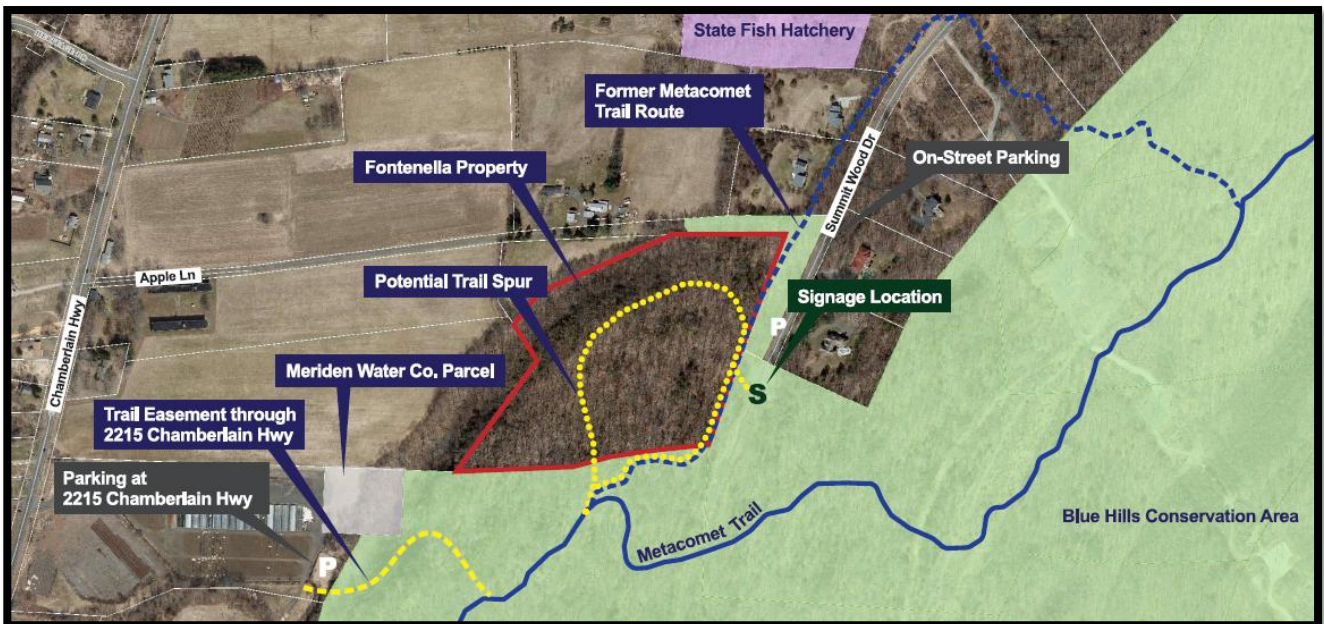 State Fish Hatchery
Former Metacomet
Trail Route
On-Street Parking
Summit Wood Dr
Fontenella Property
Apple Ln
Potential Trail Spur
Signage Location
P
S
Chamberlain Hwy
Meriden Water Co. Parcel
Trail Easement through
2215 Chamberlain Hwy
Parking at
2215 Chamberlain Hwy
P
Metacomet Trail
Blue Hills Conservation Area